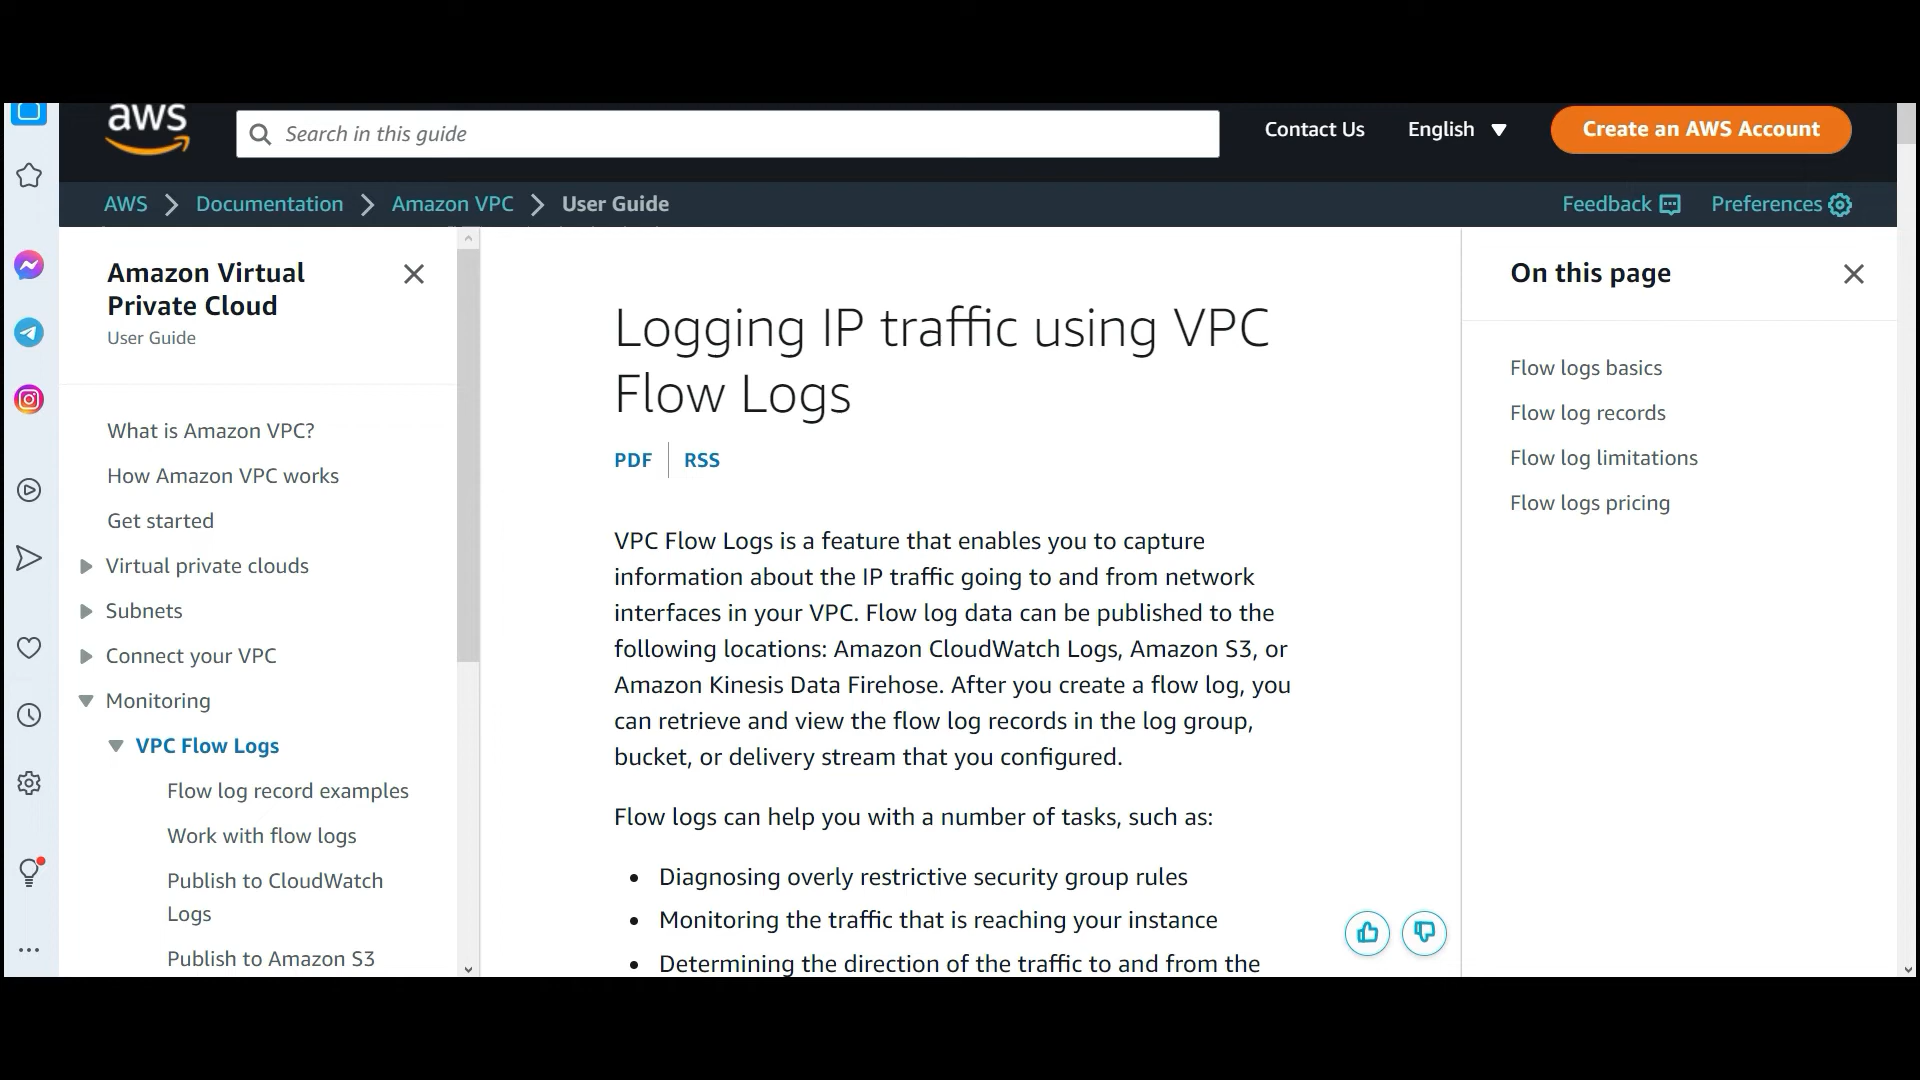 aws
Search in this guide
Contact Us
English
Create an AWS Account
AWS
Documentation
Amazon VPC
User Guide
Feedback
Preferences
Amazon Virtual
Private Cloud
User Guide
What is Amazon VPC?
How Amazon VPC works
Get started
Virtual private clouds
Subnets
Connect your VPC
Monitoring
VPC Flow Logs
Flow log record examples
Work with flow logs
Publish to CloudWatch
Logs
Publish to Amazon S3
Logging IP traffic using VPC
Flow Logs
PDF
RSS
VPC Flow Logs is a feature that enables you to capture
information about the IP traffic going to and from network
interfaces in your VPC. Flow log data can be published to the
following locations: Amazon CloudWatch Logs, Amazon S3, or
Amazon Kinesis Data Firehose. After you create a flow log, you
can retrieve and view the flow log records in the log group,
bucket, or delivery stream that you configured.
Flow logs can help you with a number of tasks, such as:
• Diagnosing overly restrictive security group rules
• Monitoring the traffic that is reaching your instance
• Determining the direction of the traffic to and from the
On this page
Flow logs basics
Flow log records
Flow log limitations
Flow logs pricing